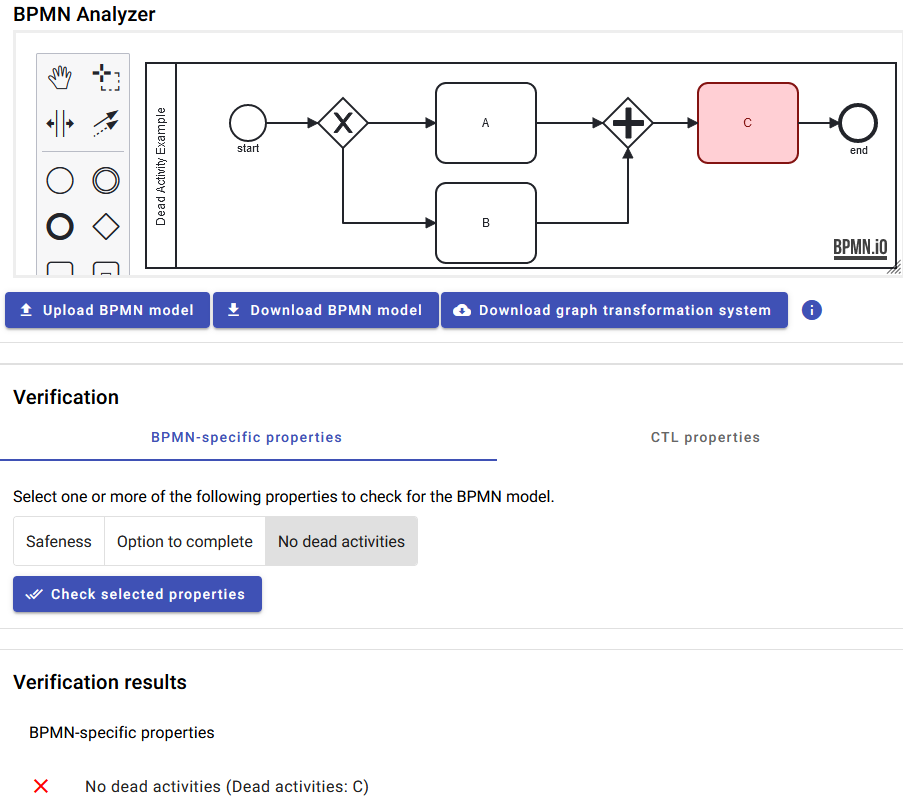 BPMN Analyzer
Dead Activity Example
start
X
A
B
C
end
BPMN.iO
Upload BPMN model
Download BPMN model
Download graph transformation system
i
Verification
BPMN-specific properties
CTL properties
Select one or more of the following properties to check for the BPMN model.
Safeness
Option to complete
No dead activities
Check selected properties
Verification results
BPMN-specific properties
No dead activities (Dead activities: C)